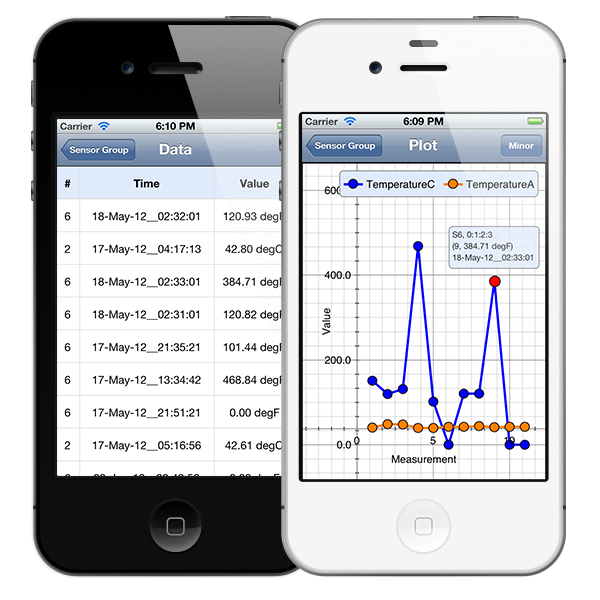 Carrier 6:10 PM
Sensor Group Data
# Time Value
6 18-May-12__02:32:01 120.93 degF
2 17-May-12__04:17:13 42.80 degC
6 18-May-12__02:33:01 384.71 degF
6 18-May-12__02:31:01 120.82 degF
6 17-May-12__21:35:21 101.44 degF
6 17-May-12__13:34:42 468.84 degF
6 17-May-12__21:51:21 0.00 degF
2 17-May-12__05:16:56 42.61 degC
Carrier 6:09 PM
Sensor Group Plot Minor
600
TemperatureC TemperatureA
S6, 0:1:2:3
(9, 384.71 degF)
18-May-12__02:33:01
400.0
Value
200.0
0.0
0 5 10
Measurement